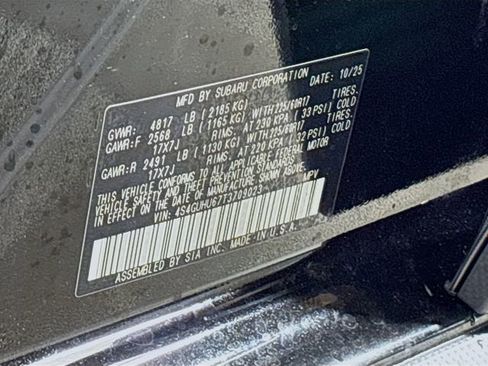 MFD BY SUBARU CORPORATION DATE: 10/25
GVWR: 4817 LB ( 2185 KG)
GAWR:F 2568 LB ( 1165 KG) WITH 225/60R17 TIRES.
17X7J RIMS. AT 230 KPA ( 33 PSI) COLD
GAWR:R 2491 LB ( 1130 KG) WITH 225/60R17 TIRES.
17X7J RIMS. AT 220 KPA ( 32 PSI) COLD
THIS VEHICLE CONFORMS TO ALL APPLICABLE FEDERAL MOTOR
VEHICLE SAFETY AND THEFT PREVENTION STANDARDS
IN EFFECT ON THE DATE OF MANUFACTURE SHOWN ABOVE.
VIN: 4S4GUHU67T3709023 MPV
ASSEMBLED BY SIA INC. MADE IN U.S.A.